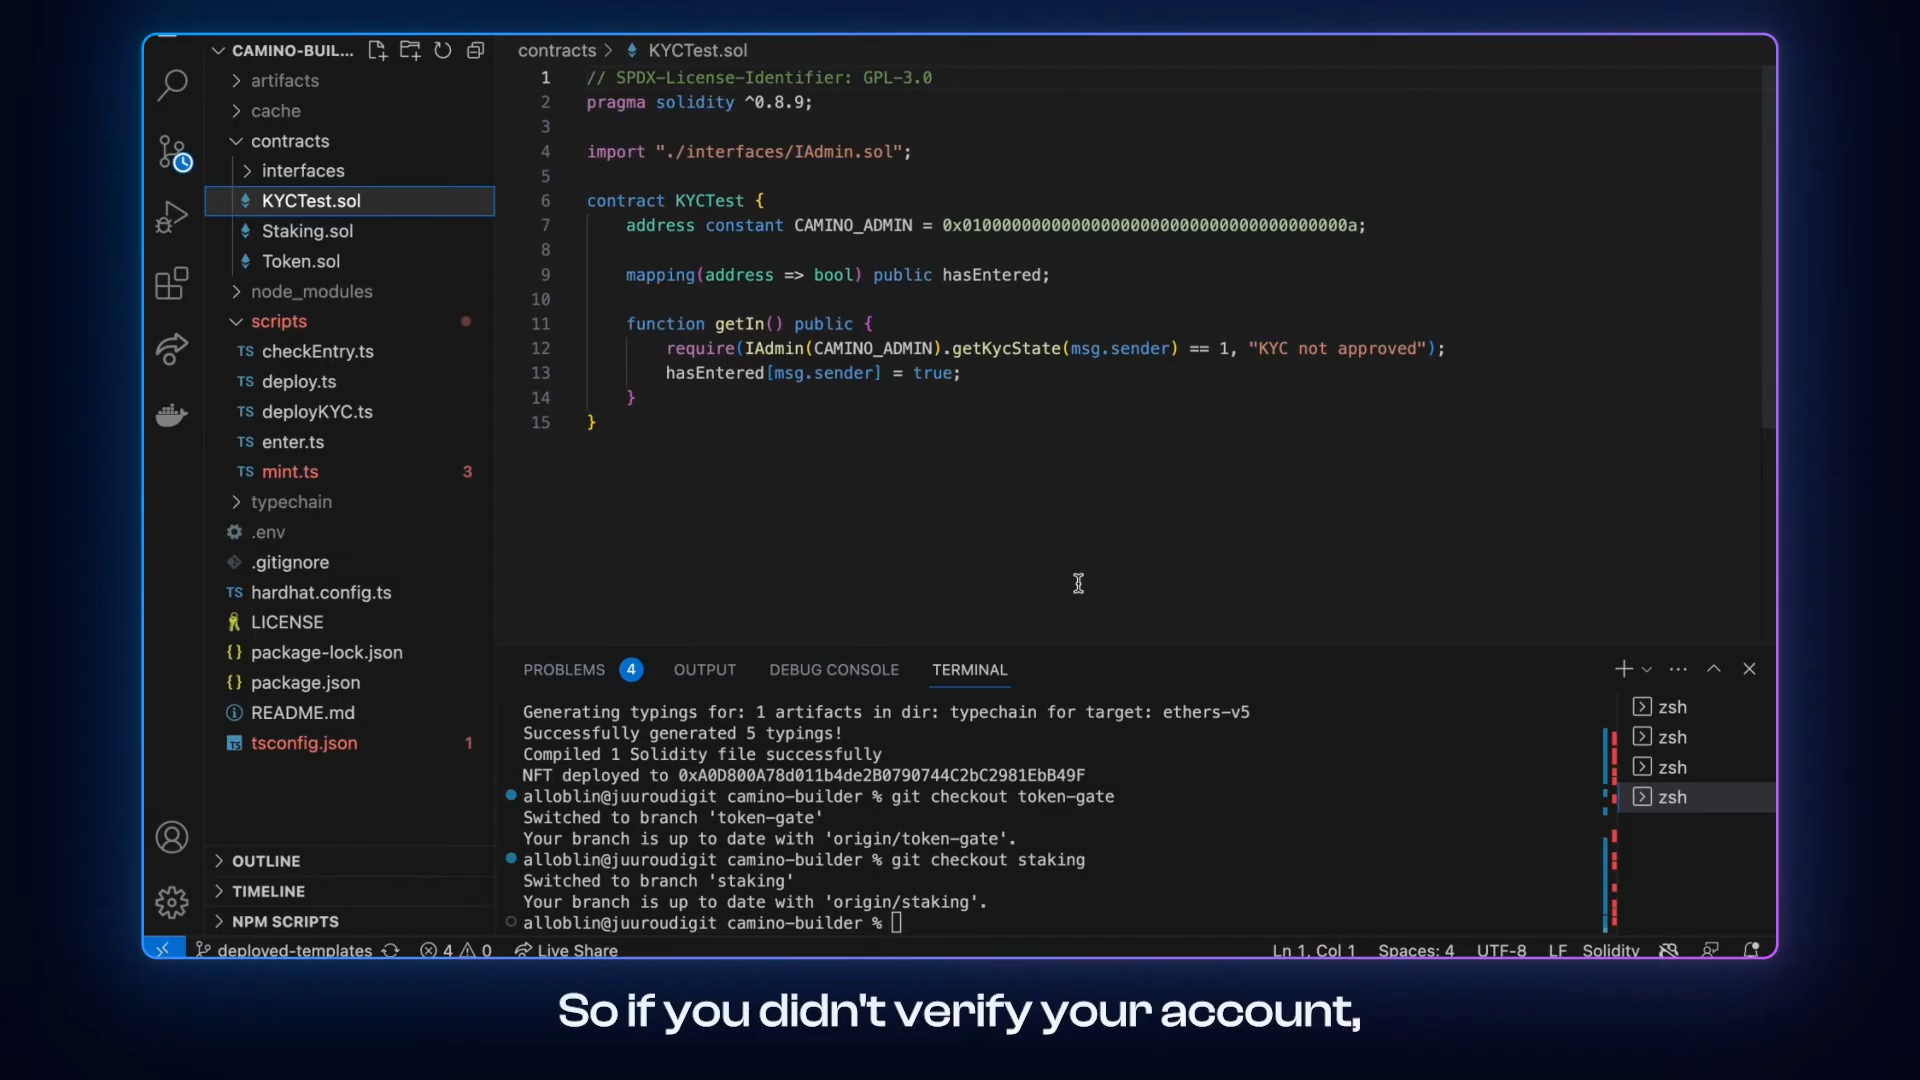 CAMINO-BUIL...
artifacts
cache
contracts
interfaces
KYCTest.sol
Staking.sol
Token.sol
node_modules
scripts
TS checkEntry.ts
TS deploy.ts
TS deployKYC.ts
TS enter.ts
TS mint.ts 3
typechain
.env
.gitignore
TS hardhat.config.ts
LICENSE
{} package-lock.json
{} package.json
README.md
TS tsconfig.json 1
OUTLINE
TIMELINE
NPM SCRIPTS
contracts > KYCTest.sol
1 // SPDX-License-Identifier: GPL-3.0
2 pragma solidity ^0.8.9;
3
4 import "./interfaces/IAdmin.sol";
5
6 contract KYCTest {
7 address constant CAMINO_ADMIN = 0x010000000000000000000000000000000000000a;
8
9 mapping(address => bool) public hasEntered;
10
11 function getIn() public {
12 require(IAdmin(CAMINO_ADMIN).getKycState(msg.sender) == 1, "KYC not approved");
13 hasEntered[msg.sender] = true;
14 }
15 }
PROBLEMS 4 OUTPUT DEBUG CONSOLE TERMINAL
Generating typings for: 1 artifacts in dir: typechain for target: ethers-v5
Successfully generated 5 typings!
Compiled 1 Solidity file successfully
NFT deployed to 0xA0D800A78d011b4de2B0790744C2bC2981EbB49F
alloblin@juuroudigit camino-builder % git checkout token-gate
Switched to branch 'token-gate'
Your branch is up to date with 'origin/token-gate'.
alloblin@juuroudigit camino-builder % git checkout staking
Switched to branch 'staking'
Your branch is up to date with 'origin/staking'.
alloblin@juuroudigit camino-builder %
zsh
zsh
zsh
zsh
deployed-templates 4 0 Live Share Ln 1, Col 1 Spaces: 4 UTF-8 LF Solidity
So if you didn't verify your account,